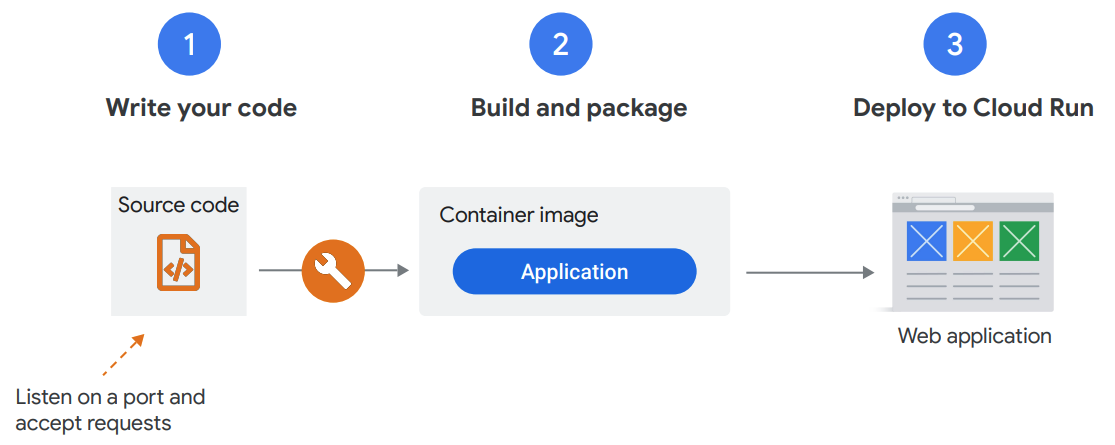 1
Write your code
2
Build and package
3
Deploy to Cloud Run
Source code
</>
Container image
Application
Web application
Listen on a port and
accept requests